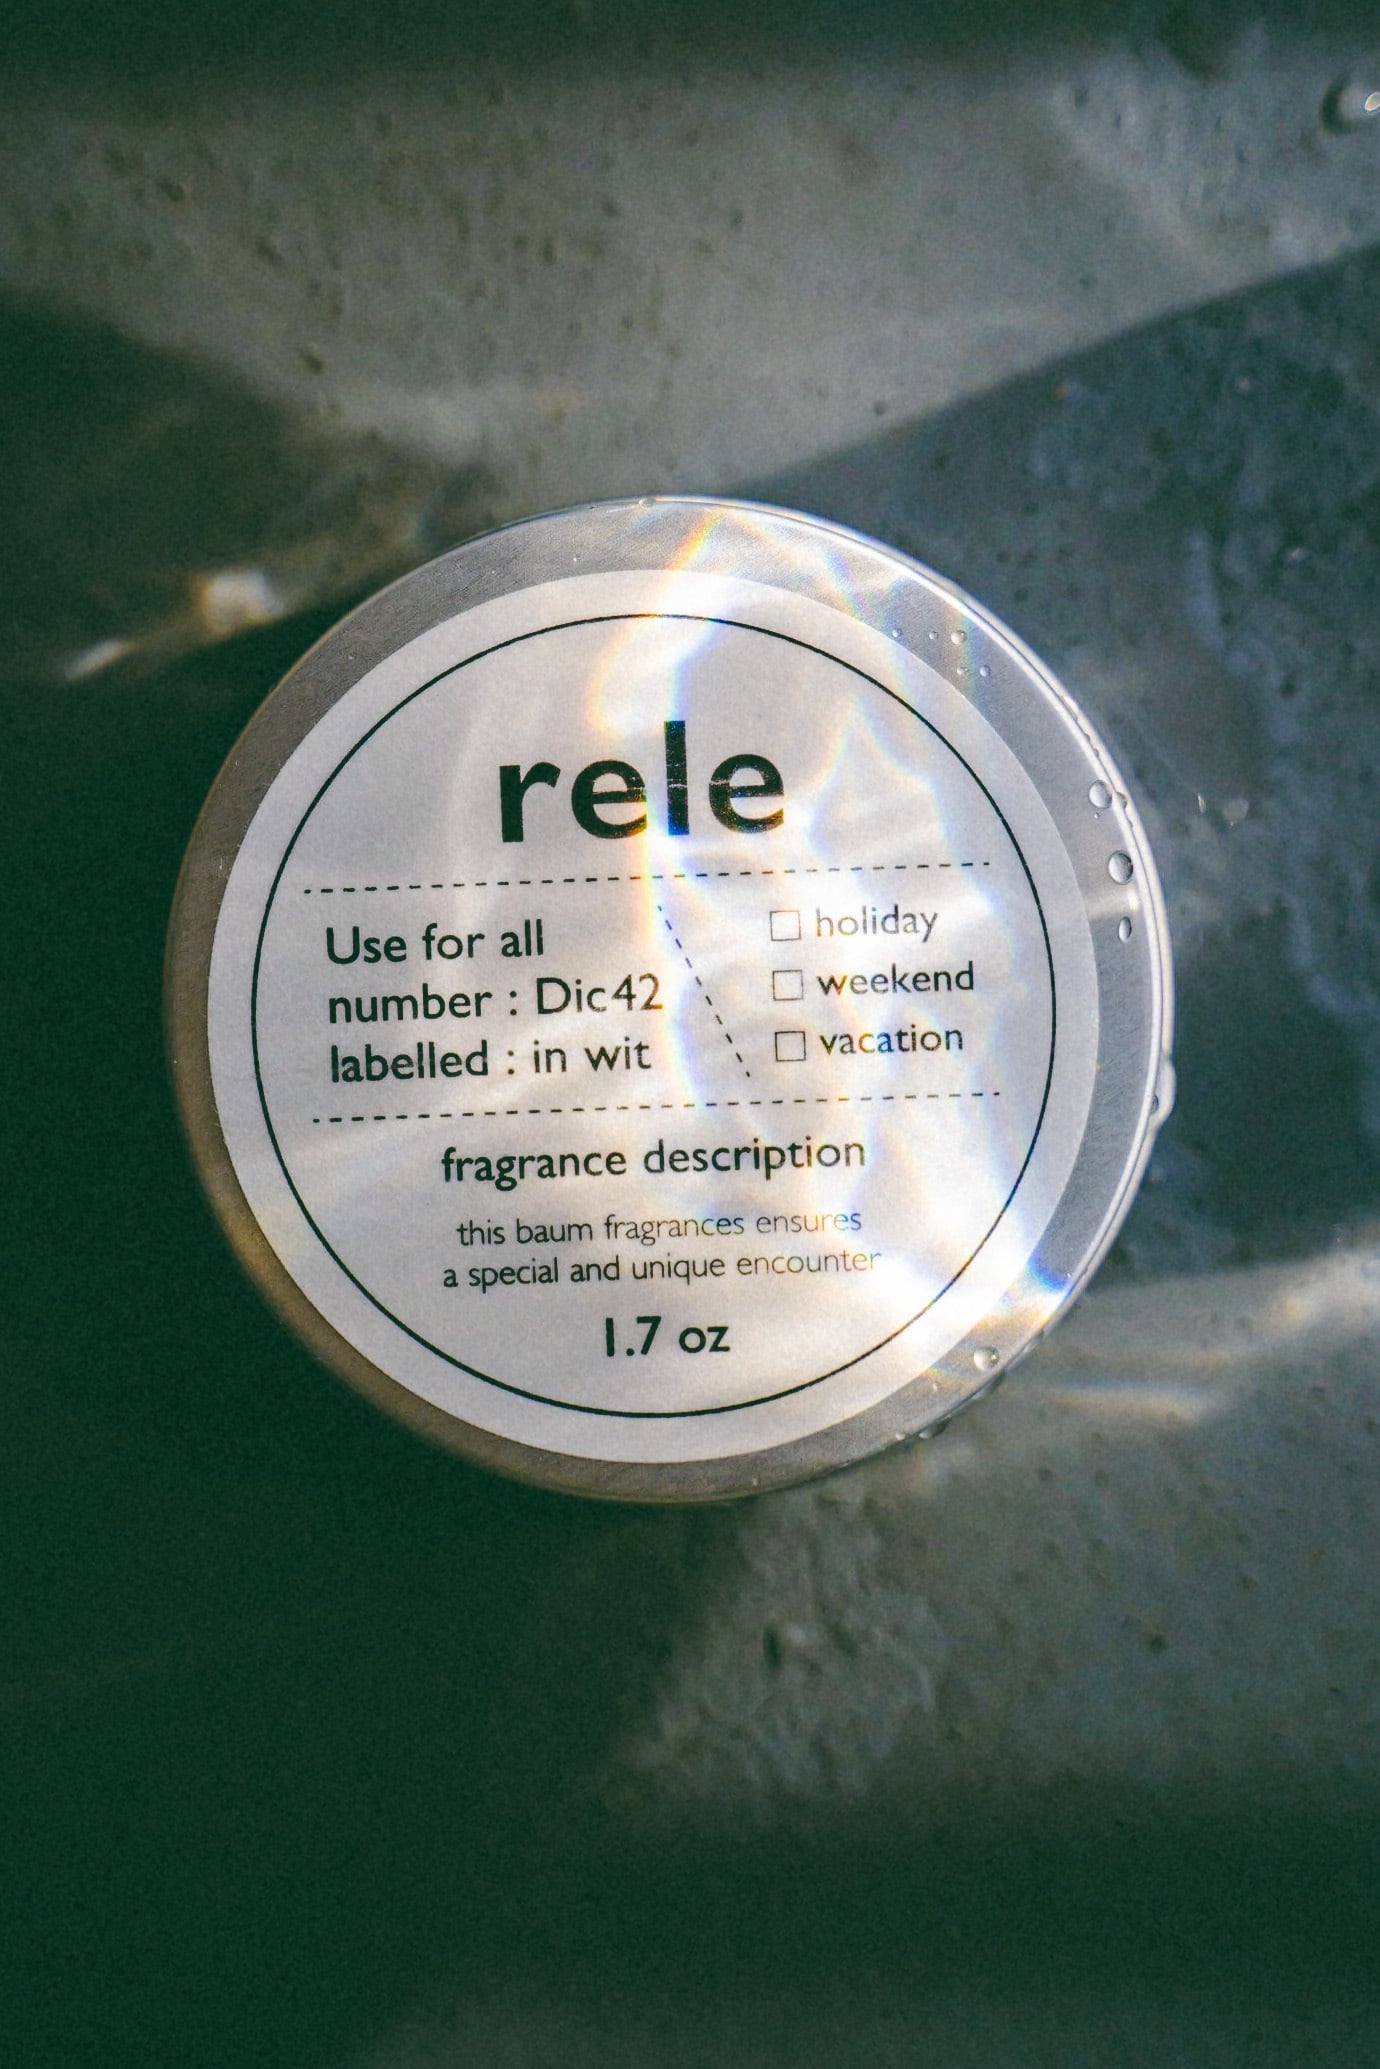 rele
Use for all
number : Dic42
labelled : in wit
holiday
weekend
vacation
fragrance description
this baum fragrances ensures
a special and unique encounter
1.7 oz